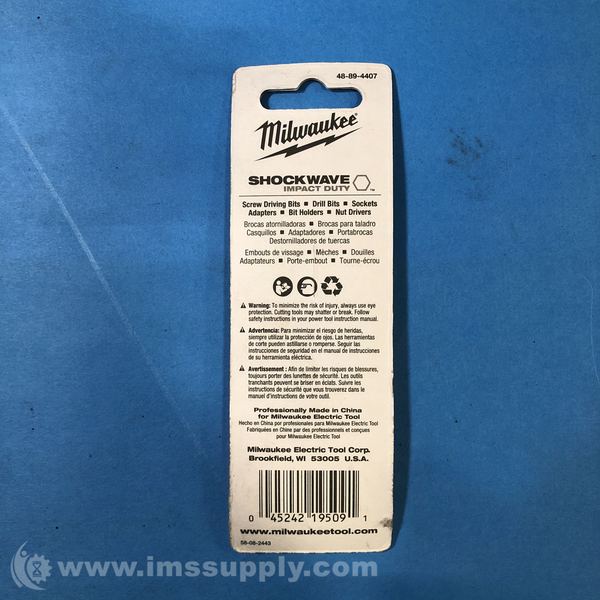 48-89-4407
Milwaukee
SHOCKWAVE
IMPACT DUTY™
Screw Driving Bits ■ Drill Bits ■ Sockets
Adapters ■ Bit Holders ■ Nut Drivers
Brocas atornilladoras ■ Brocas para taladro
Casquillos ■ Adaptadores ■ Portabrocas
Destornilladores de tuercas
Embouts de vissage ■ Mèches ■ Douilles
Adaptateurs ■ Porte-embout ■ Tourne-écrou
Warning: To minimize the risk of injury, always use eye
protection. Cutting tools may shatter or break. Follow
safety instructions in your power tool instruction manual.
Advertencia: Para minimizar el riesgo de heridas,
siempre utilize la protección de ojos. Las herramientas
de corte pueden astillarse o romperse. Seguir las
instrucciones de seguridad en el manual de instrucciones
de su herramienta eléctrica.
Avertissement : Afin de limiter les risques de blessures,
toujours porter des lunettes de sécurité. Les outils
tranchants peuvent se briser en éclats. Suivre les
instructions de sécurité que vous trouverez dans le
manuel d'instructions de votre outil.
Professionally Made in China
for Milwaukee Electric Tool
Hecho en China por profesionales para Milwaukee Electric Tool
Fabriquées en Chine par des professionnels et conçues
pour Milwaukee Electric Tool
Milwaukee Electric Tool Corp.
Brookfield, WI 53005 U.S.A.
0 45242 19509 1
www.milwaukeetool.com
58-08-2443
www.imssupply.com/